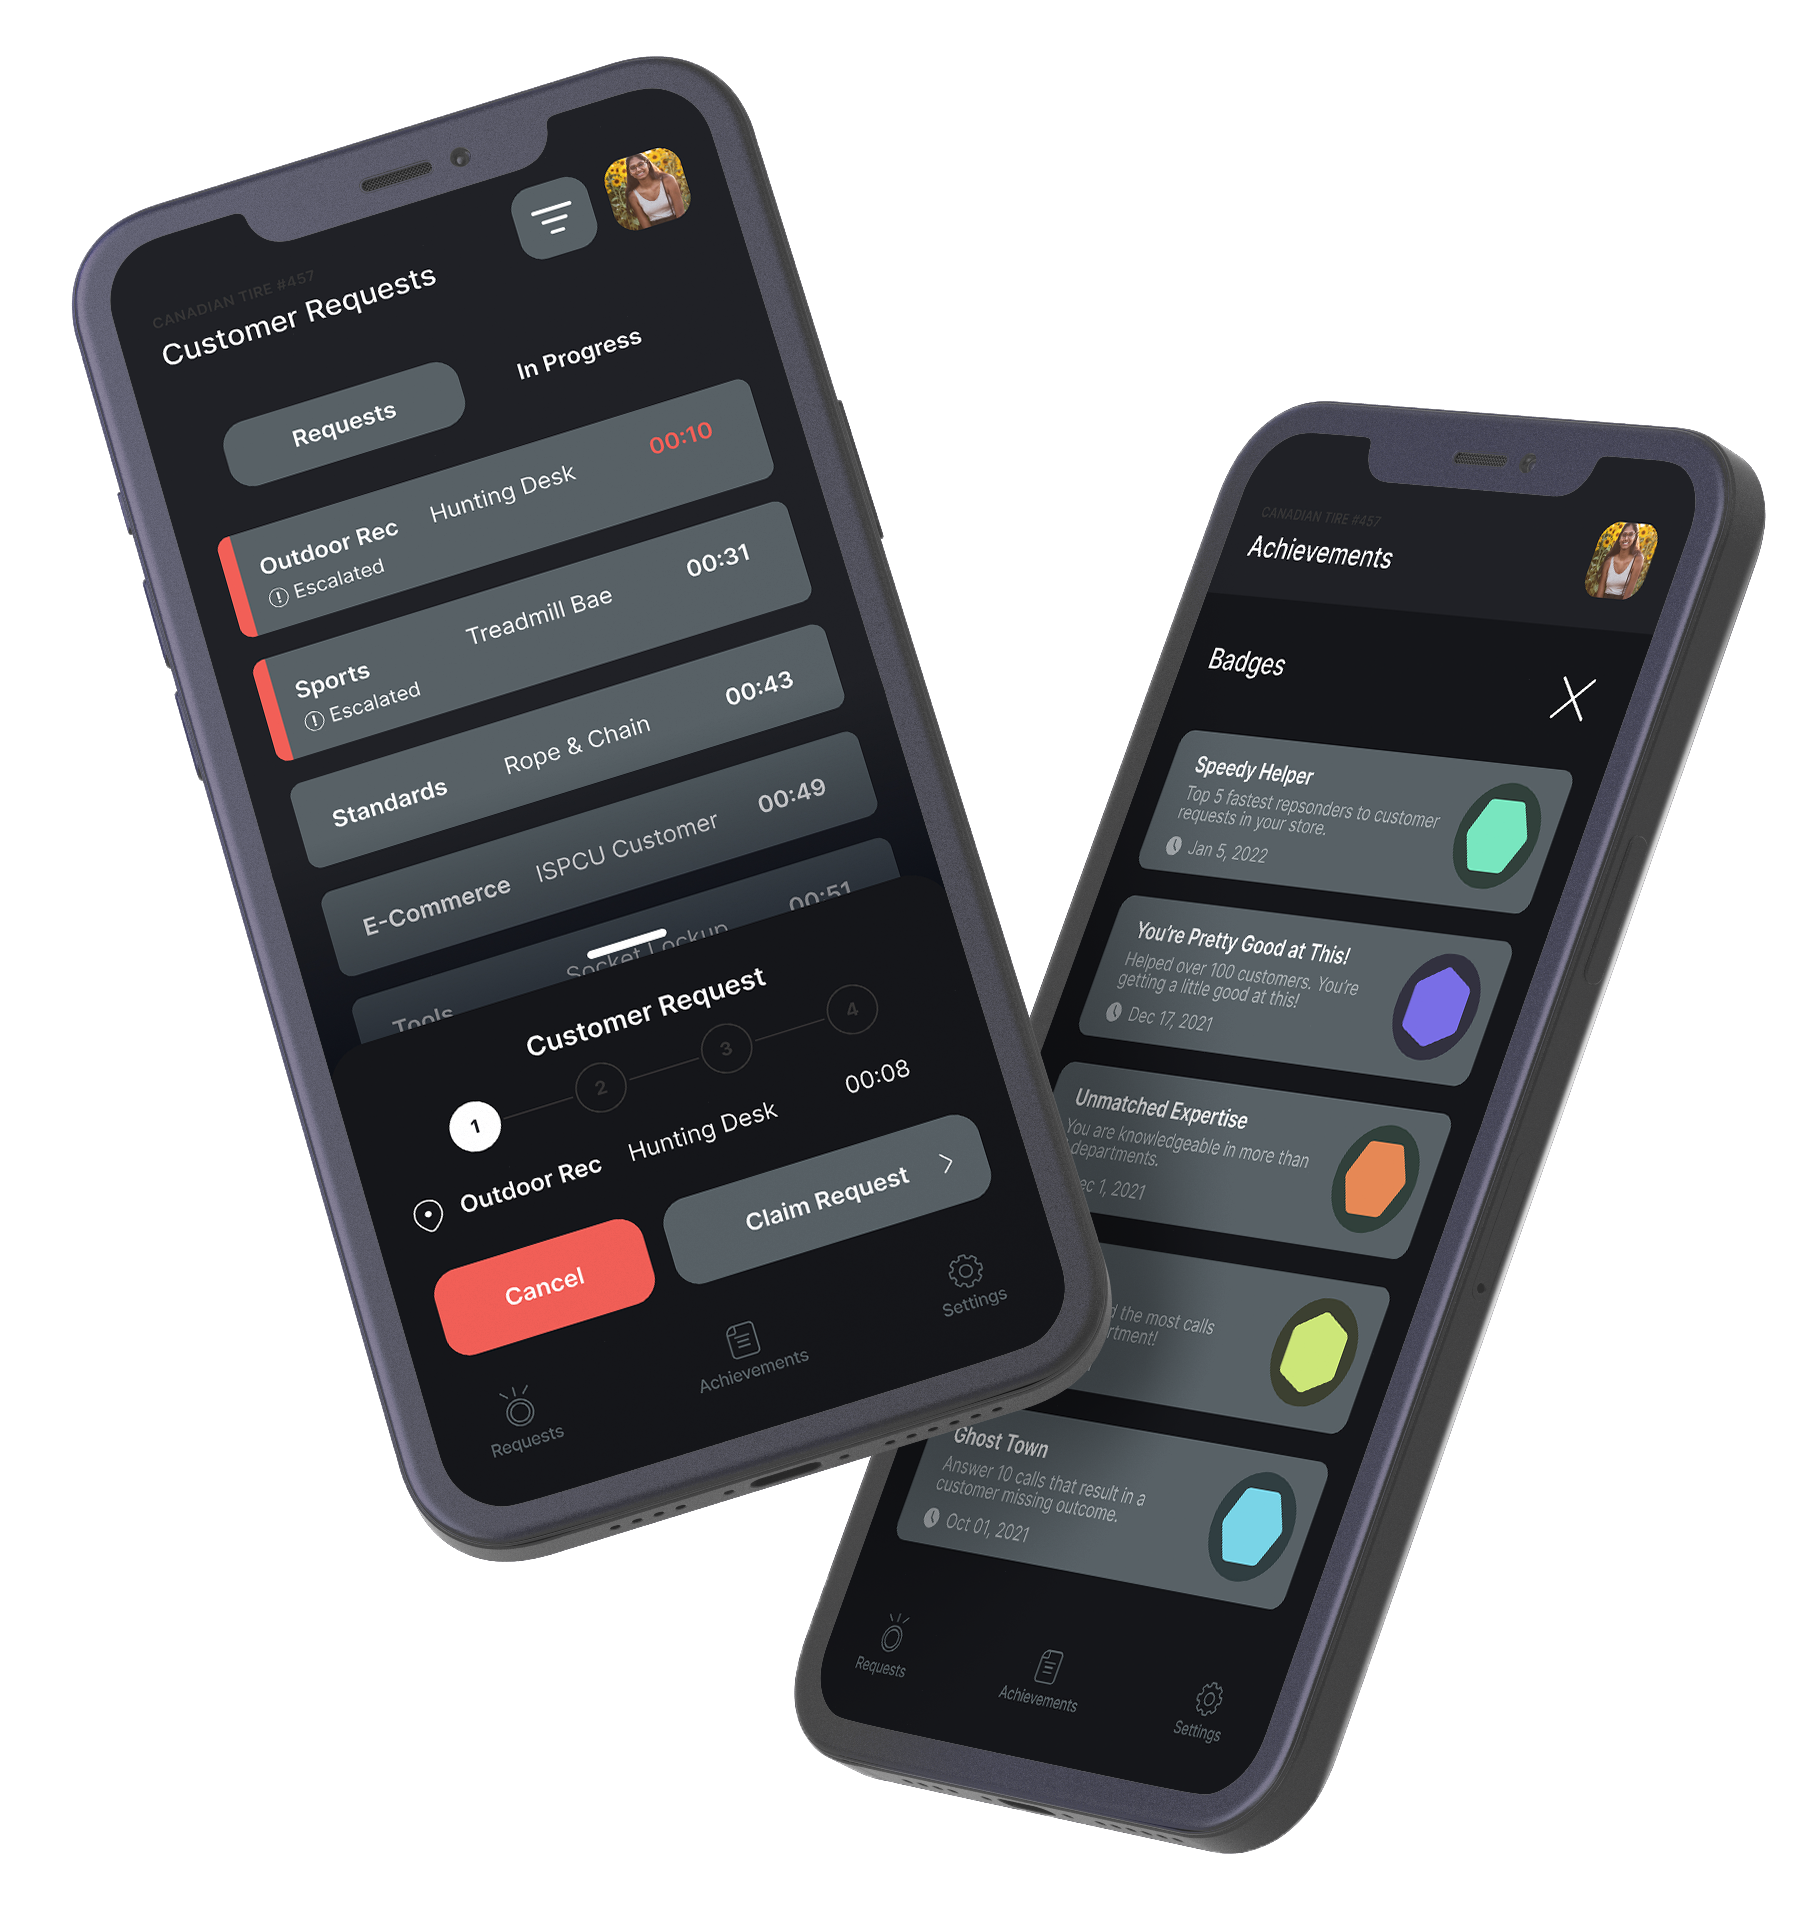 CANADIAN TIRE #457
Customer Requests
Requests
In Progress
Outdoor Rec
Hunting Desk
00:10
Escalated
Sports
Treadmill Bae
00:31
Escalated
Standards
Rope & Chain
00:43
E-Commerce
ISPCU Customer
00:49
Tools
Socket Lockup
00:51
Customer Request
1
2
3
4
Outdoor Rec
Hunting Desk
00:08
Cancel
Claim Request
Requests
Achievements
Settings
CANADIAN TIRE #457
Achievements
Badges
Speedy Helper
Top 5 fastest repsonders to customer
requests in your store.
Jan 5, 2022
You're Pretty Good at This!
Helped over 100 customers. You're
getting a little good at this!
Dec 17, 2021
Unmatched Expertise
You are knowledgeable in more than
departments.
1, 2021
the most calls
Ghost Town
Answer 10 calls that result in a
customer missing outcome.
Oct 01, 2021
Requests
Achievements
Settings